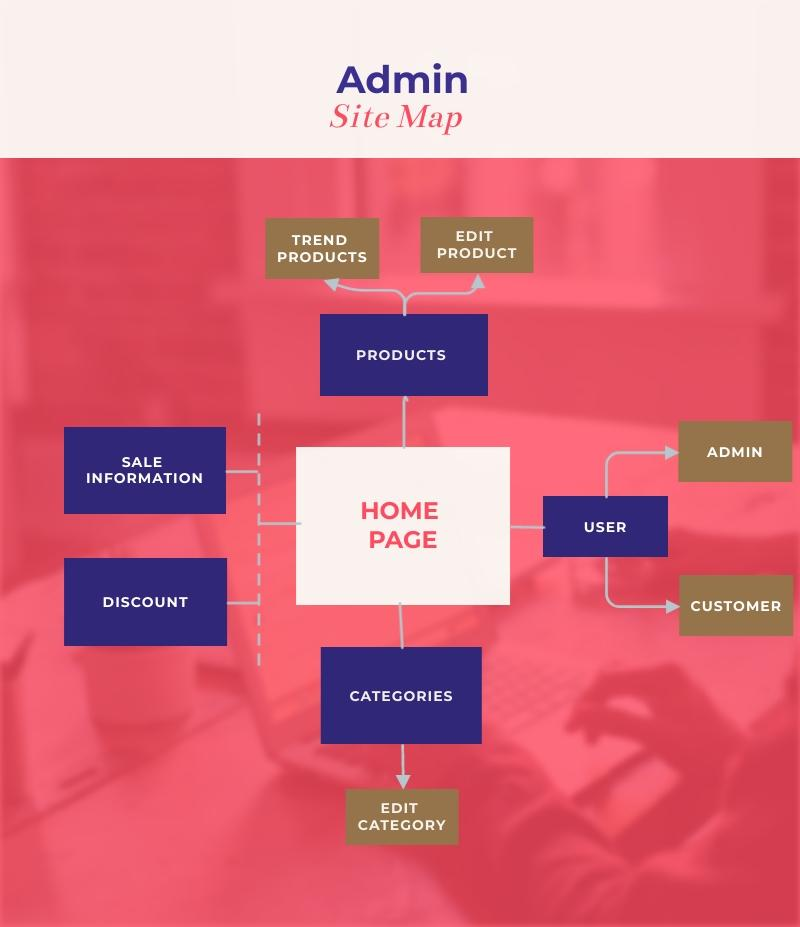 Admin
Site Map
TREND
PRODUCTS
EDIT
PRODUCT
PRODUCTS
SALE
INFORMATION
DISCOUNT
HOME
PAGE
USER
ADMIN
CUSTOMER
CATEGORIES
EDIT
CATEGORY